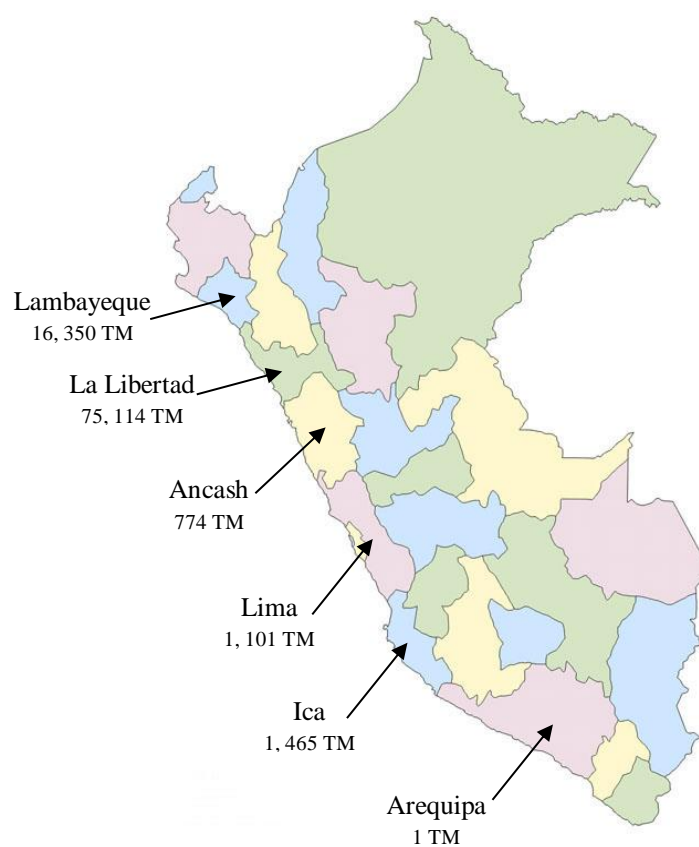 Lambayeque
16, 350 TM
La Libertad
75, 114 TM
Ancash
774 TM
Lima
1, 101 TM
Ica
1, 465 TM
Arequipa
1 TM